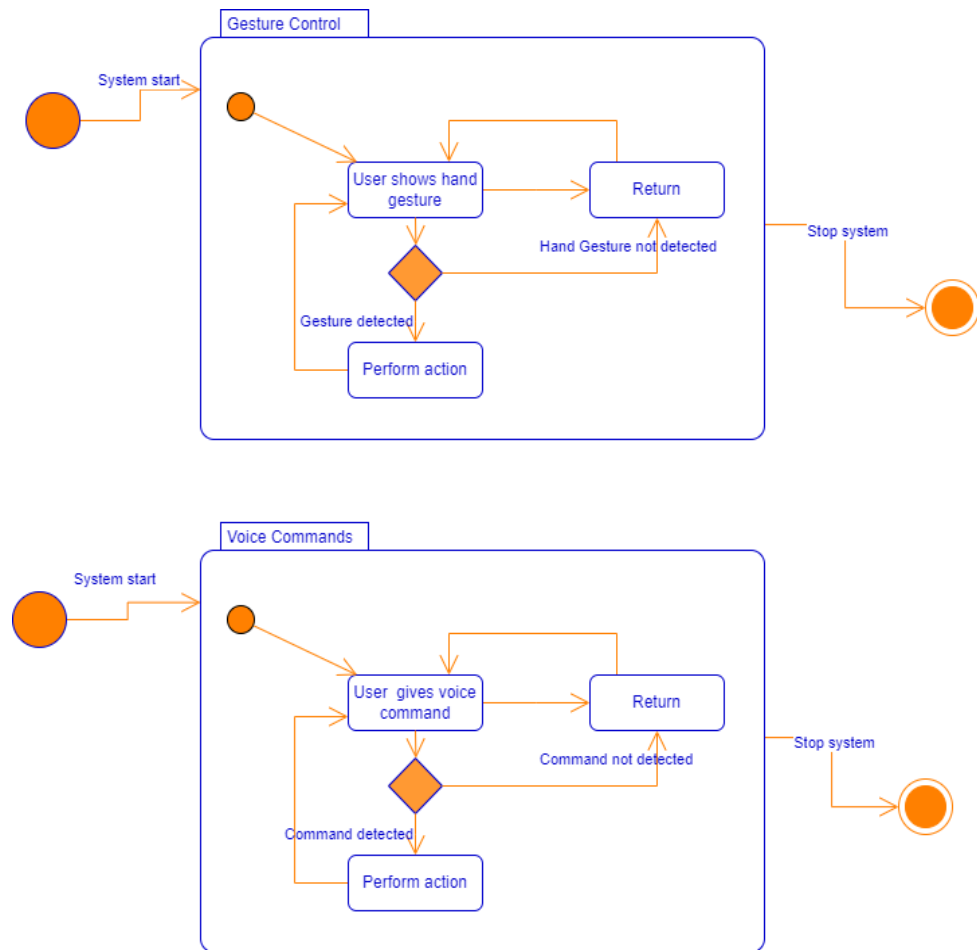 Gesture Control
System start
User shows hand
gesture
Return
Stop system
Hand Gesture not detected
Gesture detected
Perform action
Voice Commands
System start
User gives voice
command
Return
Stop system
Command not detected
Command detected
Perform action